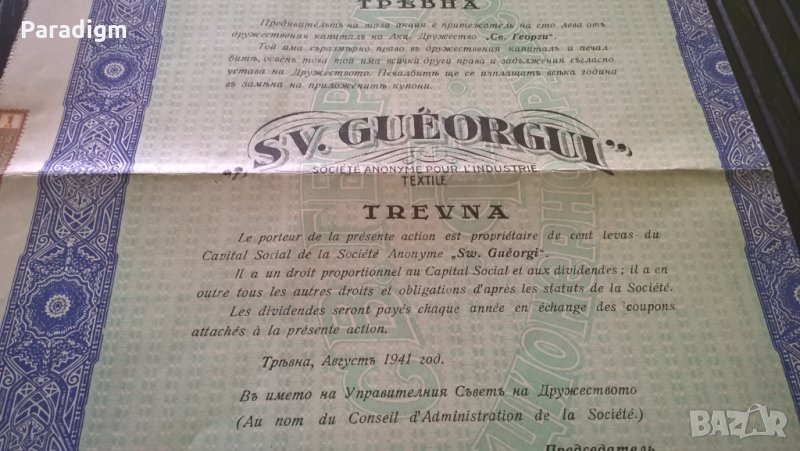 Paradigm
ТРѢВНА
Предявительтъ на тази акция е притежатель на сто лева отъ
дружествения капиталъ на Акц. Дружество „Св. Георги“.
Той има съразмѣрно право въ дружествения капиталъ и печал-
битѣ, освенъ това той има всички други права и задължения съгласно
устава на Дружеството. Печалбитѣ ще се изплащатъ всѣка година
въ замѣна на приложенитѣ купони.
„SV. GUÉORGUI”
SOCIÉTÉ ANONYME POUR L'INDUSTRIE
TEXTILE
TREVNA
Le porteur de la présente action est propriétaire de cent levas du
Capital Social de la Société Anonyme „Sw. Guéorgi“.
Il a un droit proportionnel au Capital Social et aux dividendes ; il a en
outre tous les autres droits et obligations d'après les statuts de la Société.
Les dividendes seront payés chaque année en échange des coupons
attachés à la présente action.
Трѣвна, Августъ 1941 год.
Въ името на Управителния Съветъ на Дружеството
(Au nom du Conseil d'Administration de la Société.)
Председатель
BAZAR
bg
1